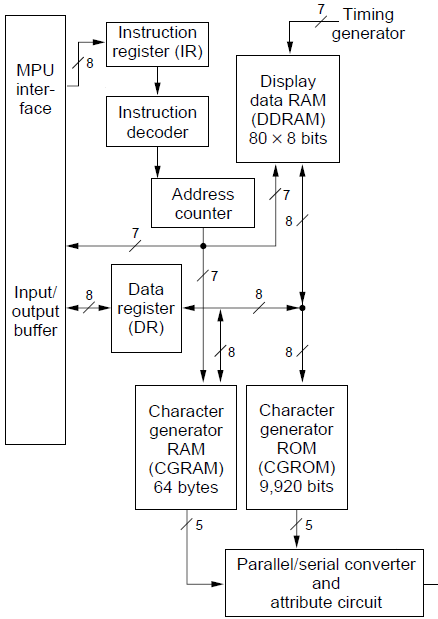 7
Timing
generator
Instruction
register (IR)
8
MPU
inter-
face
Display
data RAM
(DDRAM)
80 × 8 bits
Instruction
decoder
Address
counter
7
8
7
7
Input/
output
buffer
8
Data
register
(DR)
8
8
8
Character
generator
RAM
(CGRAM)
64 bytes
Character
generator
ROM
(CGROM)
9,920 bits
5
5
Parallel/serial converter
and
attribute circuit